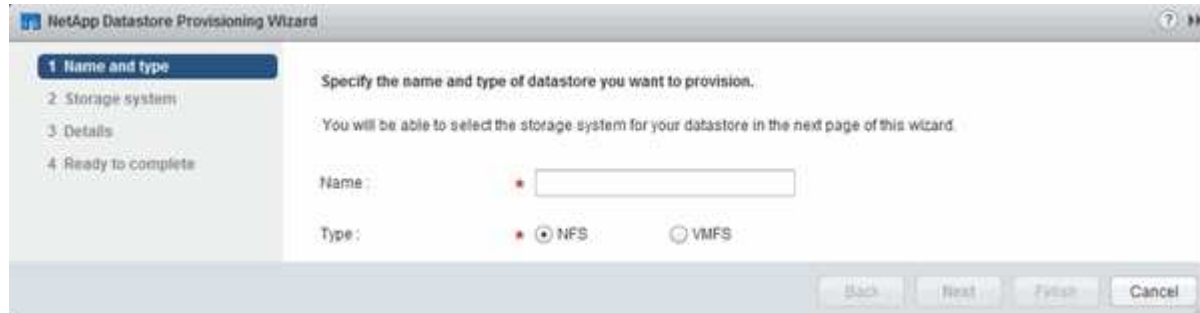 NetApp Datastore Provisioning Wizard
?
1 Name and type
2 Storage system
3 Details
4 Ready to complete
Specify the name and type of datastore you want to provision.
You will be able to select the storage system for your datastore in the next page of this wizard.
Name :
*
Type :
* NFS VMFS
Back Next Finish Cancel